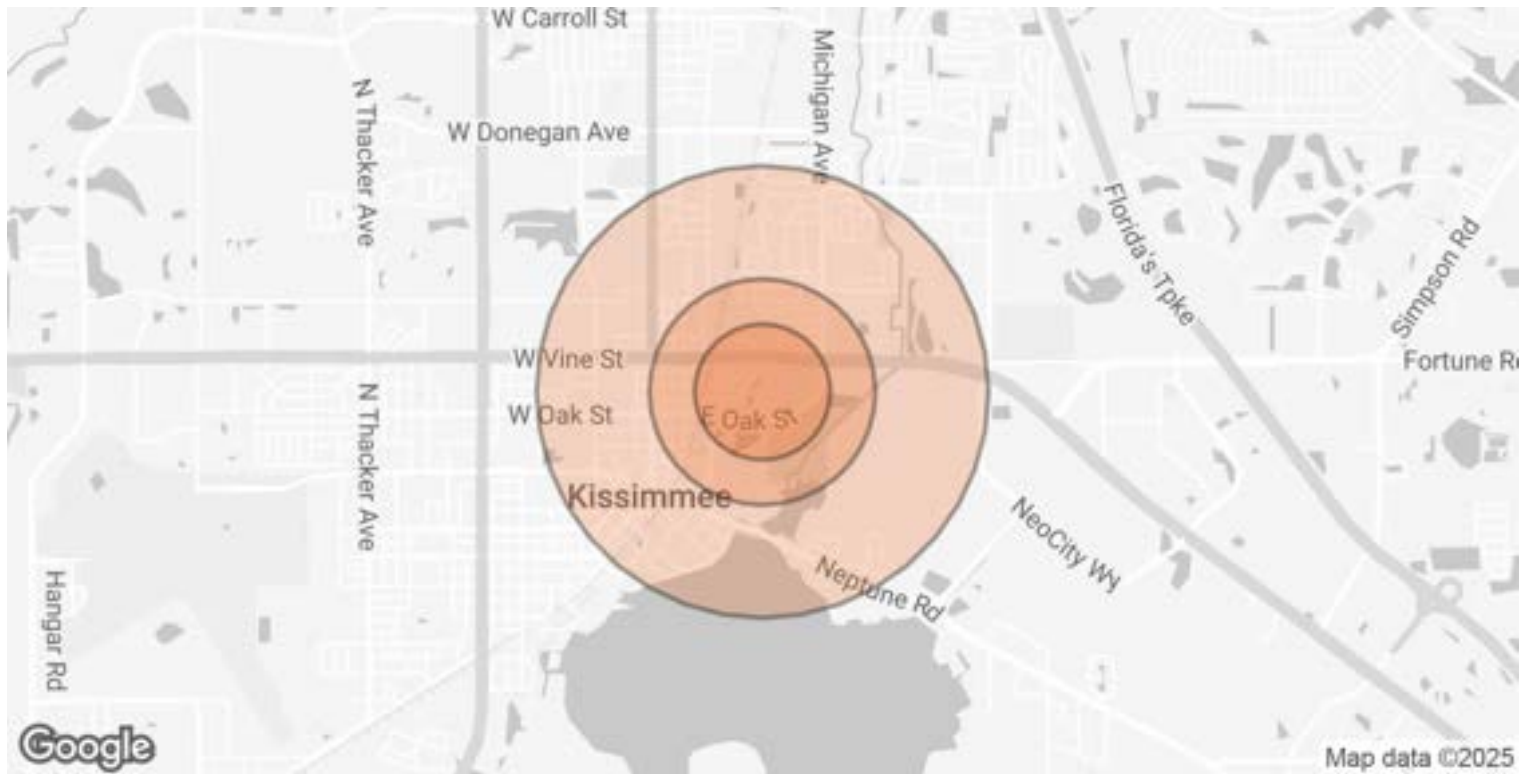 W Carroll St
Michigan Ave
N Thacker Ave
W Donegan Ave
Florida's Tpke
Simpson Rd
W Vine St
Fortune Rd
N Thacker Ave
W Oak St
E Oak St
Kissimmee
NeoCity Wy
Neptune Rd
Hangar Rd
Google
Map data ©2025